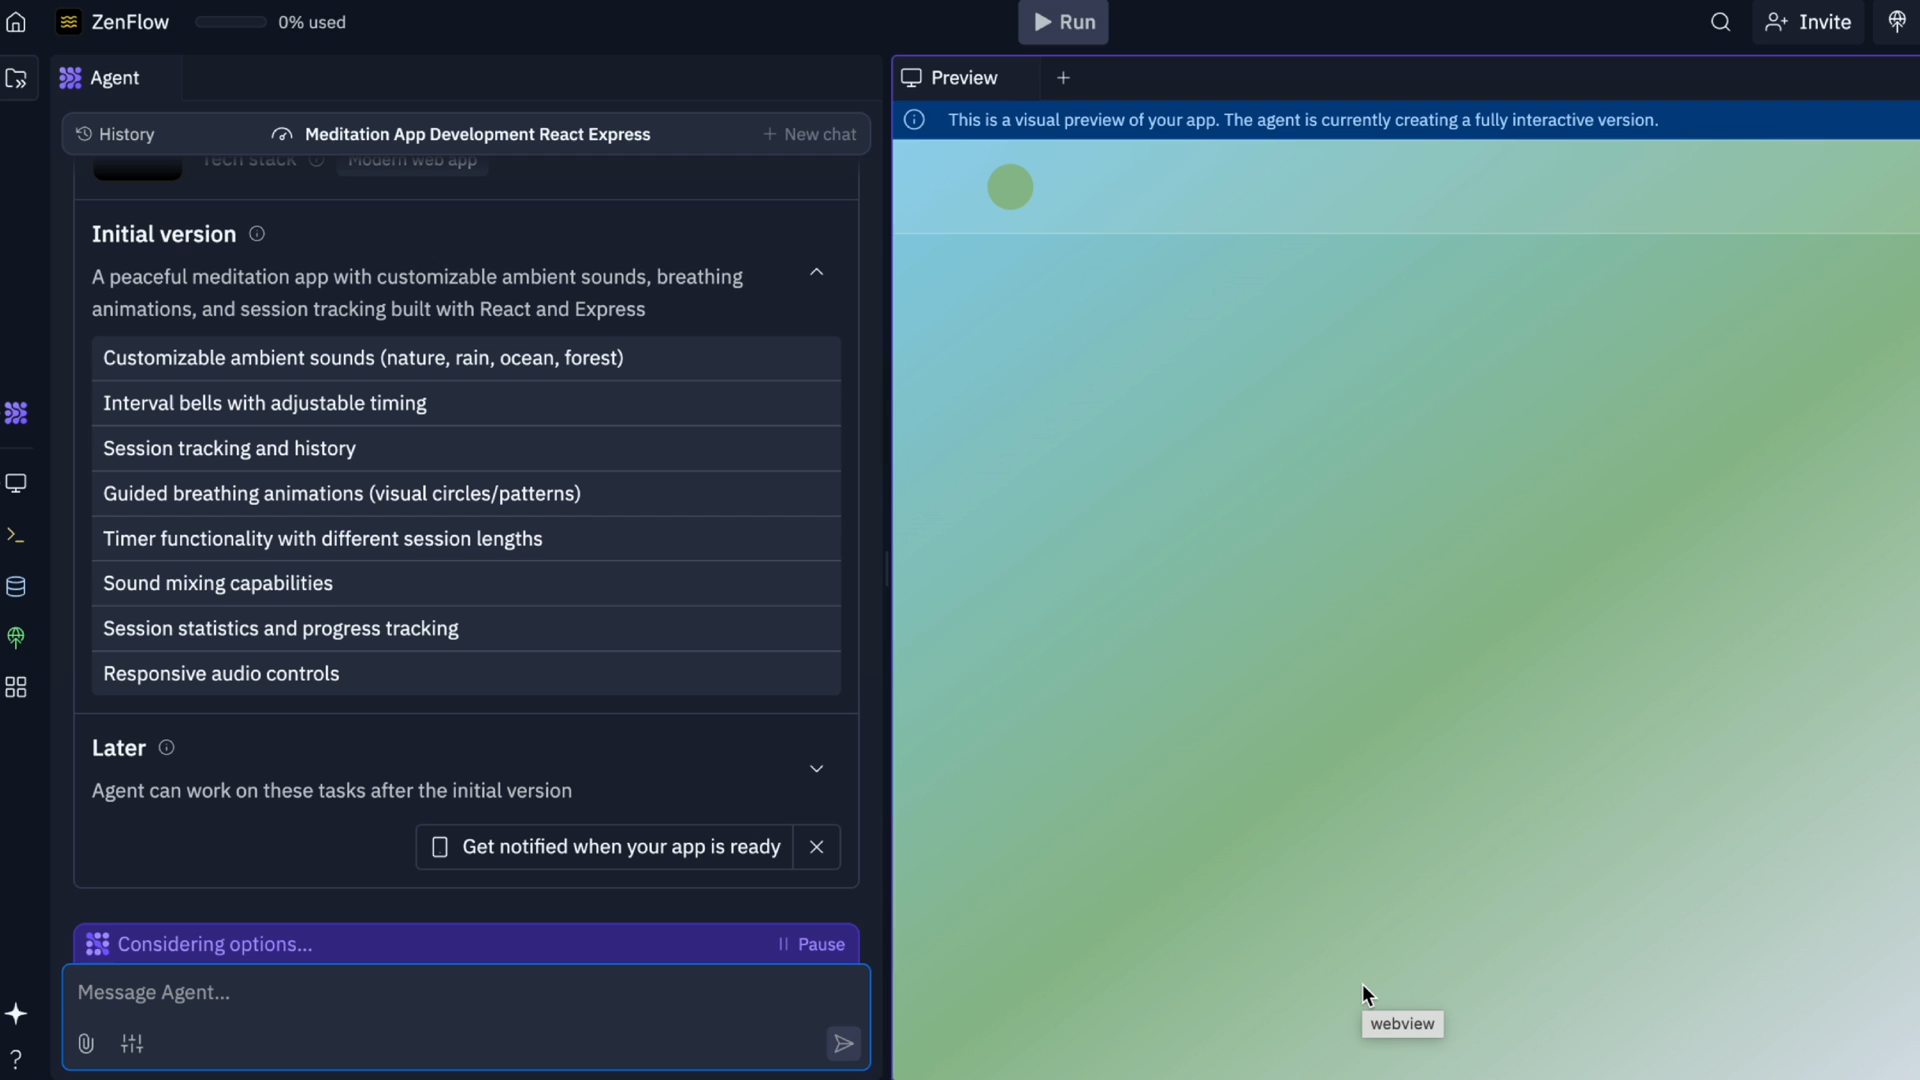 ZenFlow
0% used
Run
Invite
Agent
Preview
History
Meditation App Development React Express
New chat
This is a visual preview of your app. The agent is currently creating a fully interactive version.
Tech stack
Modern web app
Initial version
A peaceful meditation app with customizable ambient sounds, breathing
animations, and session tracking built with React and Express
Customizable ambient sounds (nature, rain, ocean, forest)
Interval bells with adjustable timing
Session tracking and history
Guided breathing animations (visual circles/patterns)
Timer functionality with different session lengths
Sound mixing capabilities
Session statistics and progress tracking
Responsive audio controls
Later
Agent can work on these tasks after the initial version
Get notified when your app is ready
Considering options...
Pause
Message Agent...
webview